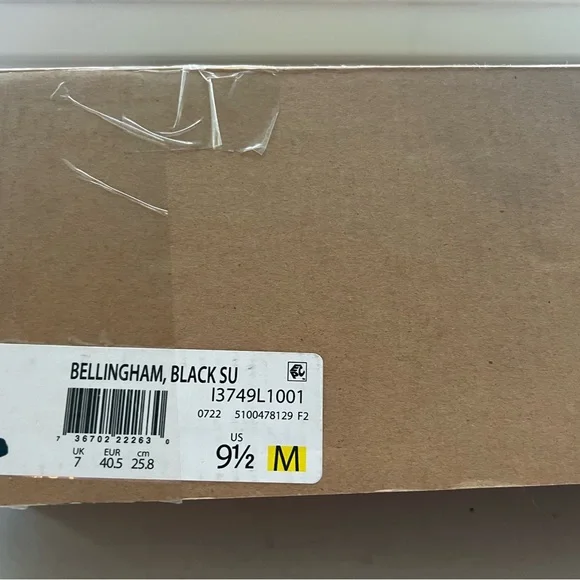 BELLINGHAM, BLACK SU
I3749L1001
0722 5100478129 F2
7 36702 22263 0
UK EUR cm
7 40.5 25.8
US
9½ M